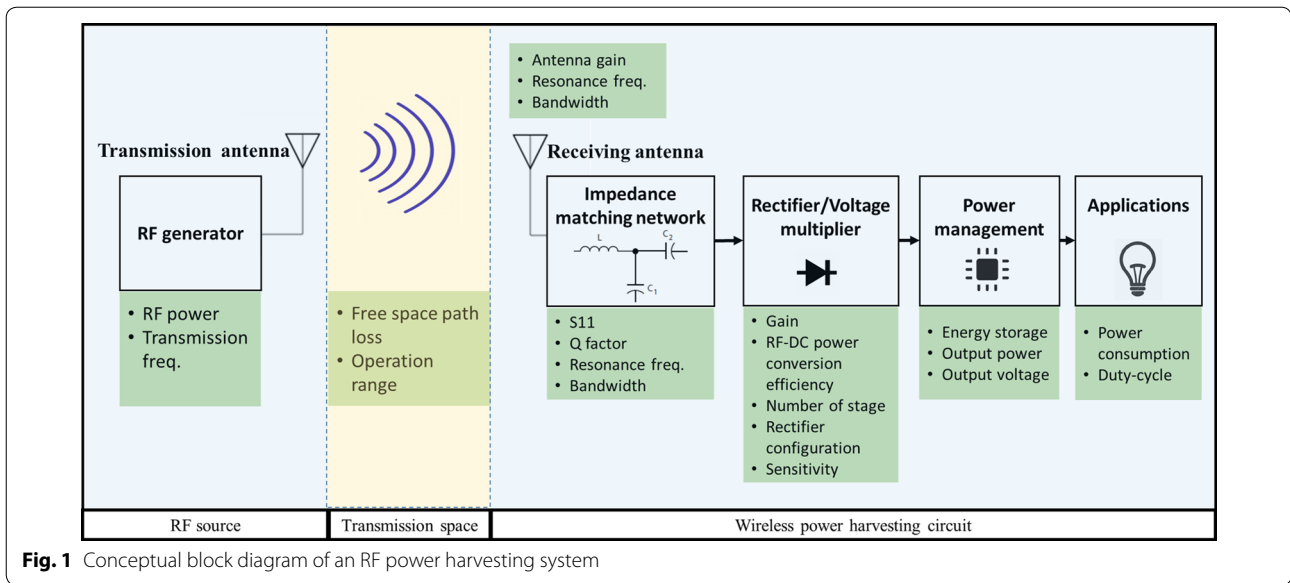 Transmission antenna
RF generator
• RF power
• Transmission
freq.
• Free space path
loss
• Operation
range
• Antenna gain
• Resonance freq.
• Bandwidth
Receiving antenna
Impedance
matching network
L
C2
C1
• S11
• Q factor
• Resonance freq.
• Bandwidth
Rectifier/Voltage
multiplier
• Gain
• RF-DC power
conversion
efficiency
• Number of stage
• Rectifier
configuration
• Sensitivity
Power
management
• Energy storage
• Output power
• Output voltage
Applications
• Power
consumption
• Duty-cycle
RF source
Transmission space
Wireless power harvesting circuit
Fig. 1 Conceptual block diagram of an RF power harvesting system